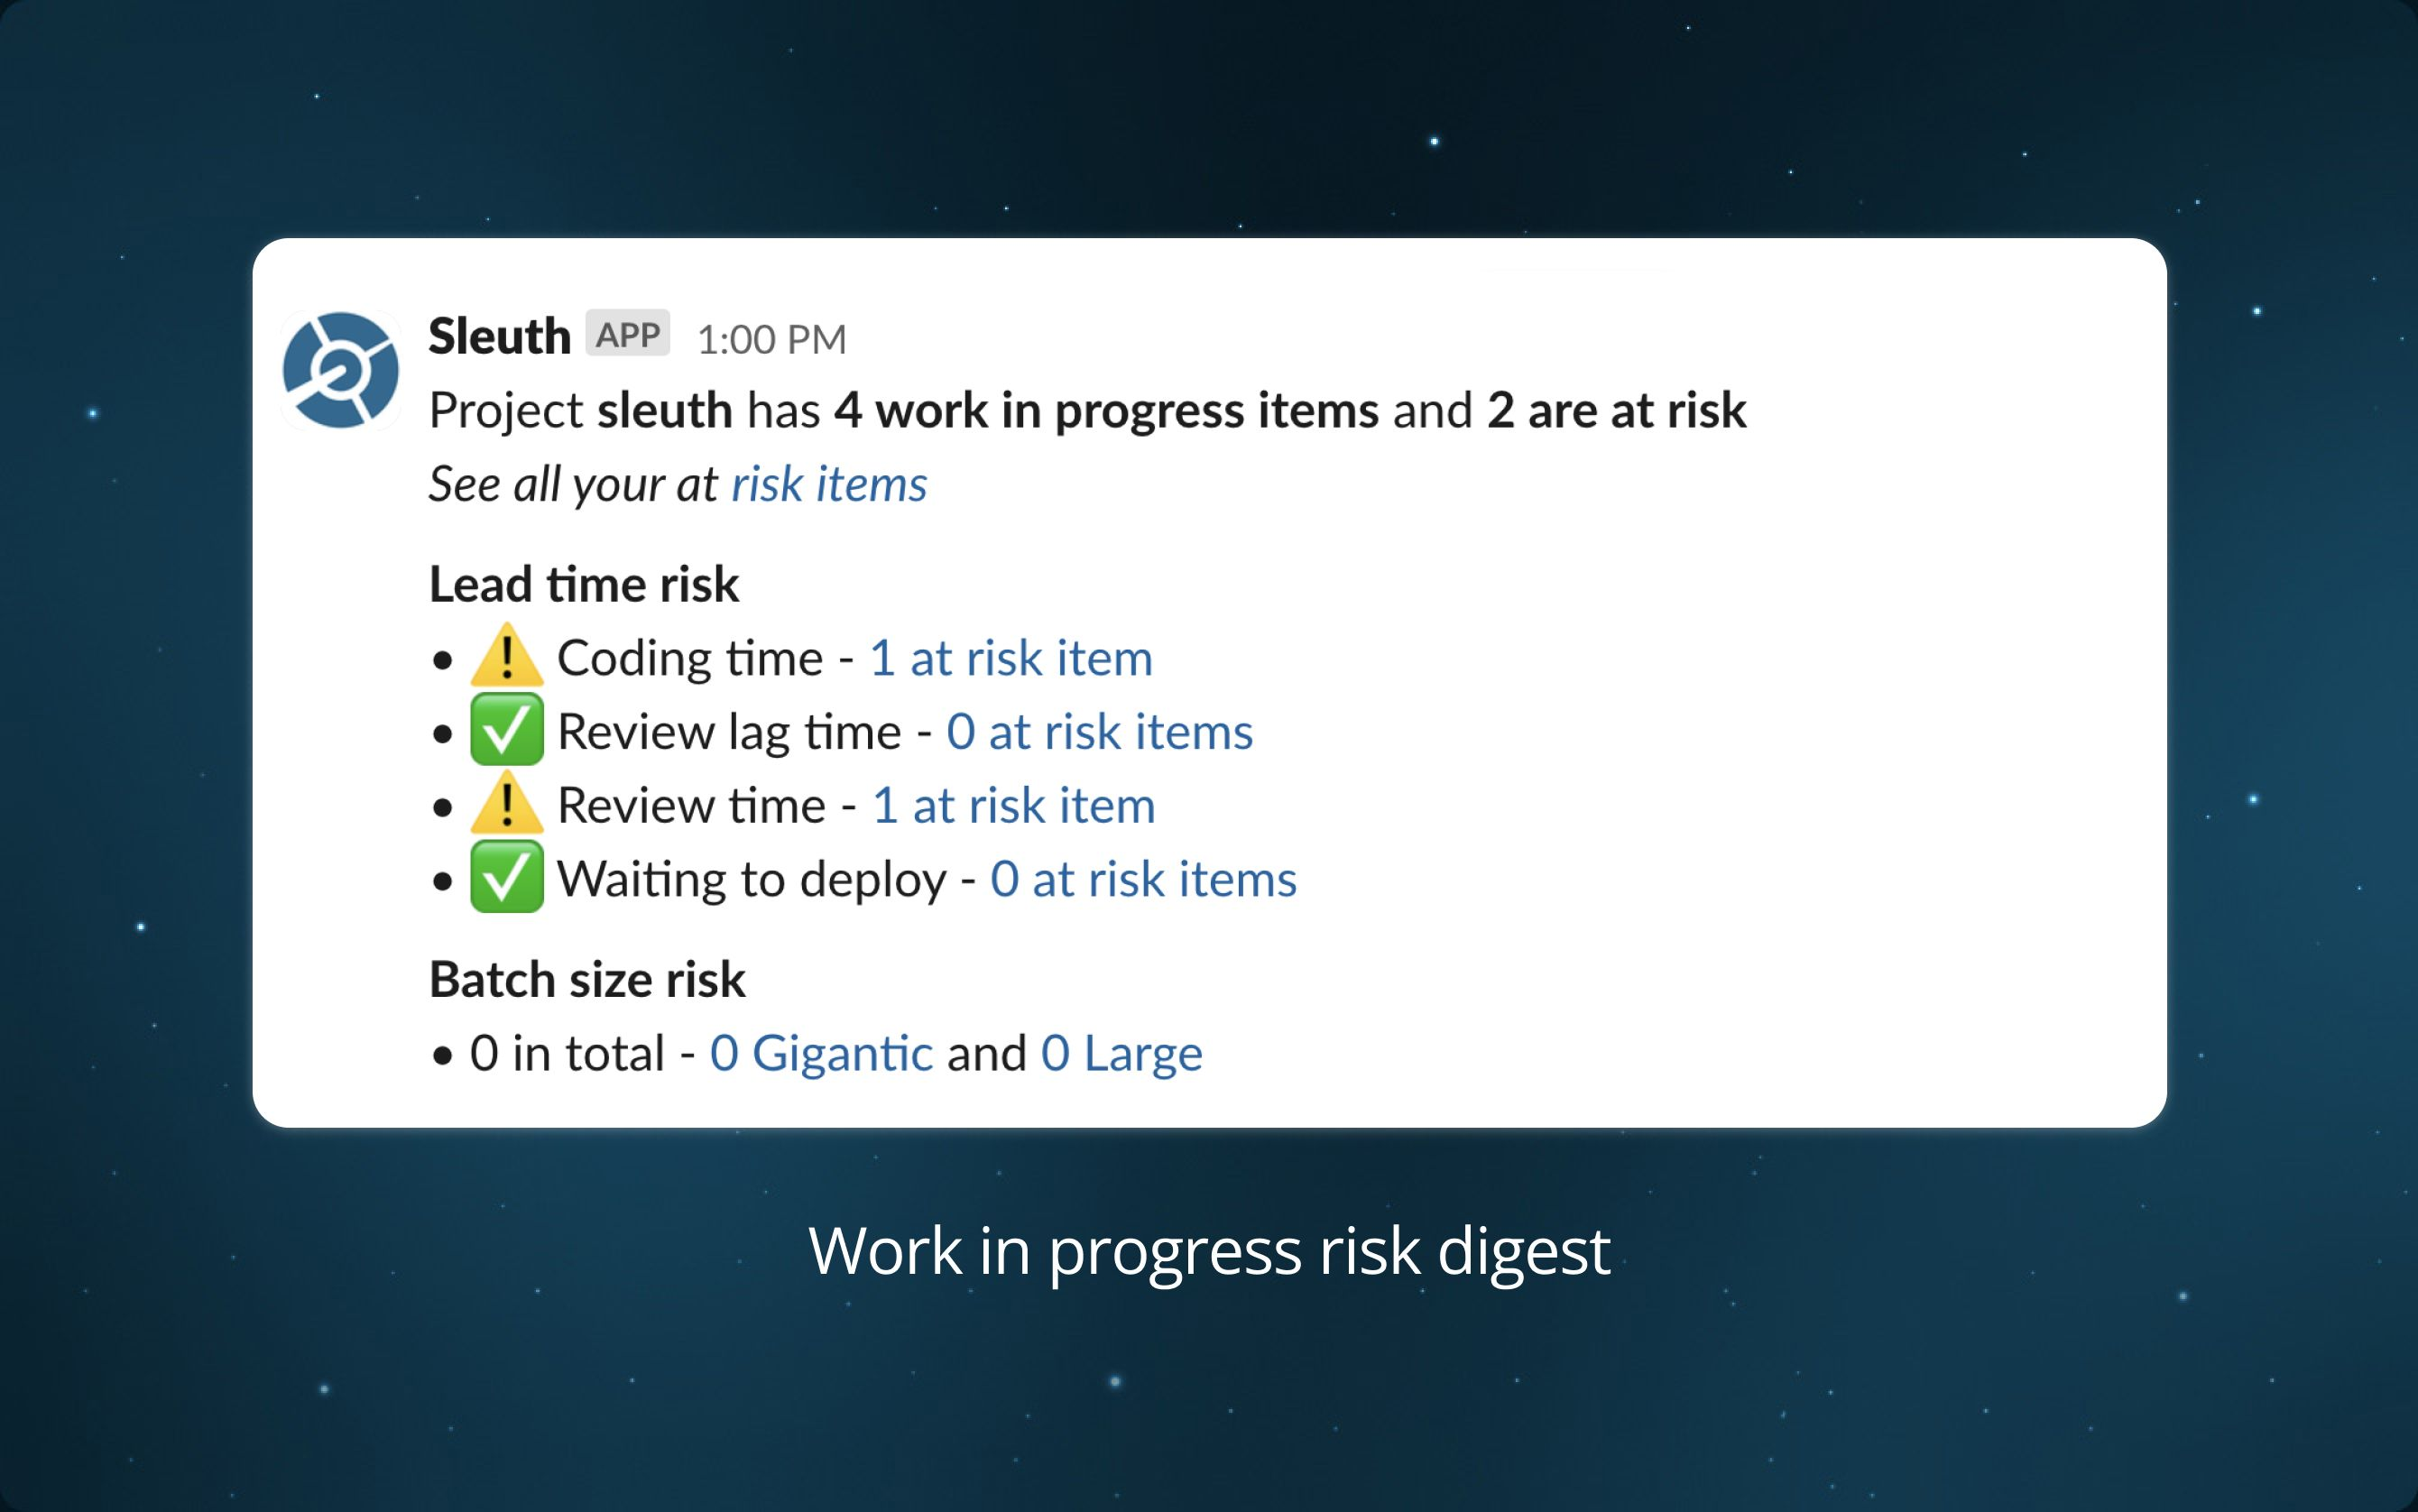 Sleuth APP 1:00 PM
Project sleuth has 4 work in progress items and 2 are at risk
See all your at risk items
Lead time risk
• ⚠️ Coding time - 1 at risk item
• ✅ Review lag time - 0 at risk items
• ⚠️ Review time - 1 at risk item
• ✅ Waiting to deploy - 0 at risk items
Batch size risk
• 0 in total - 0 Gigantic and 0 Large
Work in progress risk digest